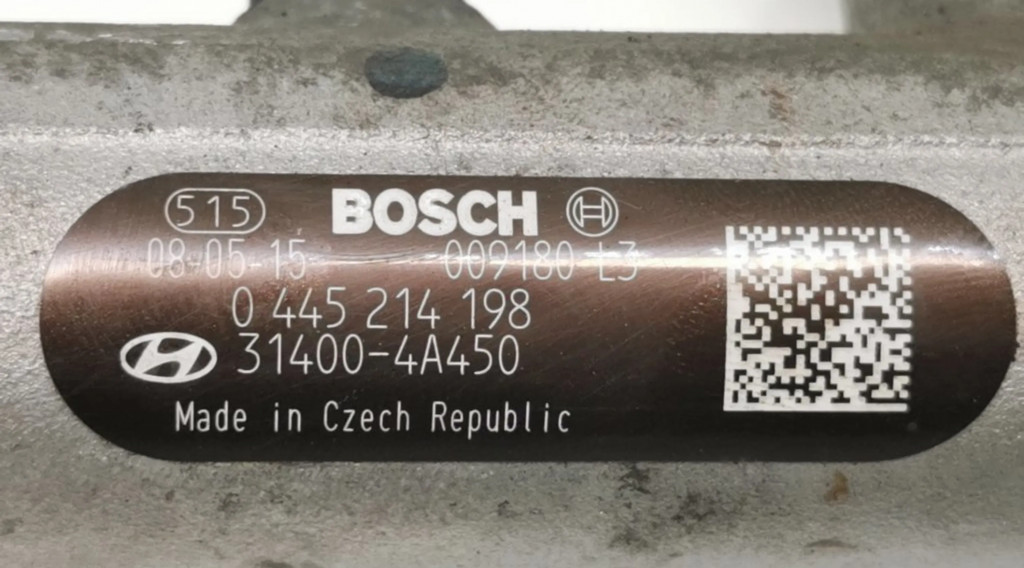 515 BOSCH
08-05-15 009180 L3
0 445 214 198
31400-4A450
Made in Czech Republic